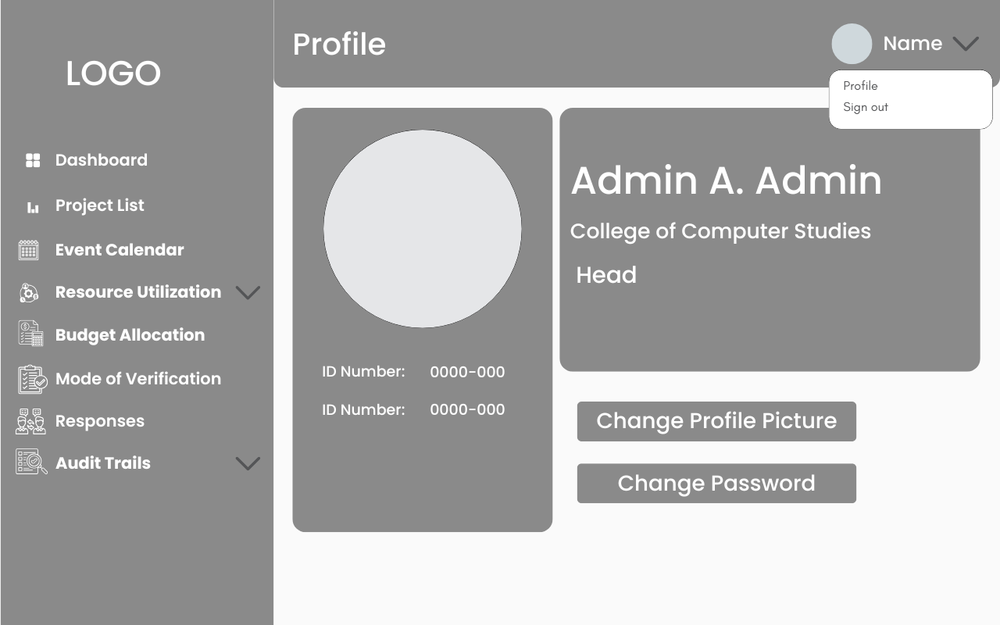 LOGO
Dashboard
Project List
Event Calendar
Resource Utilization
Budget Allocation
Mode of Verification
Responses
Audit Trails
Profile
Name
Profile
Sign out
ID Number: 0000-000
ID Number: 0000-000
Admin A. Admin
College of Computer Studies
Head
Change Profile Picture
Change Password